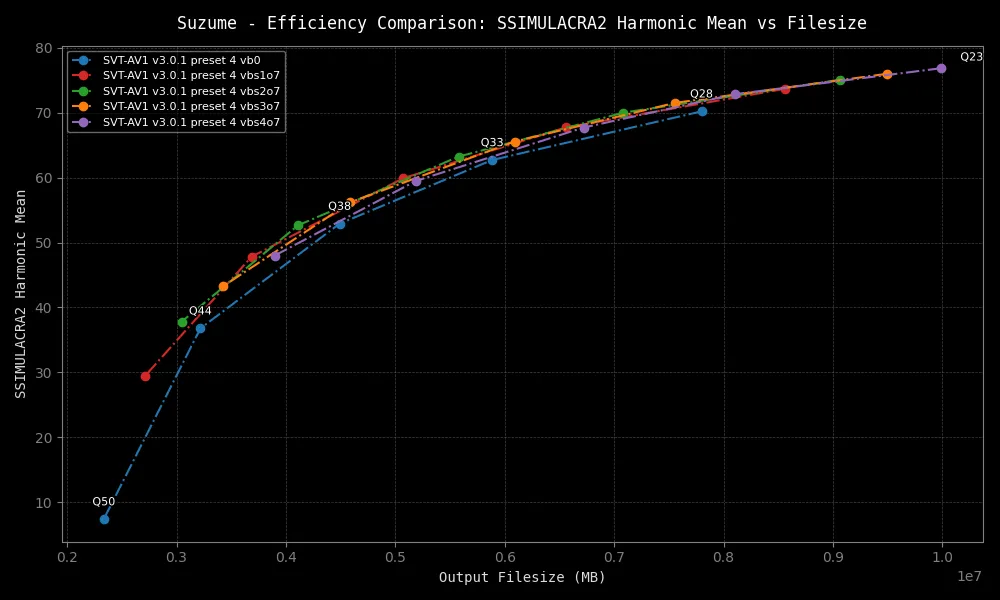 Suzume - Efficiency Comparison: SSIMULACRA2 Harmonic Mean vs Filesize
SVT-AV1 v3.0.1 preset 4 vb0
SVT-AV1 v3.0.1 preset 4 vbs1o7
SVT-AV1 v3.0.1 preset 4 vbs2o7
SVT-AV1 v3.0.1 preset 4 vbs3o7
SVT-AV1 v3.0.1 preset 4 vbs4o7
SSIMULACRA2 Harmonic Mean
80
70
60
50
40
30
20
10
Q23
Q28
Q33
Q38
Q44
Q50
0.2 0.3 0.4 0.5 0.6 0.7 0.8 0.9 1.0
1e7
Output Filesize (MB)